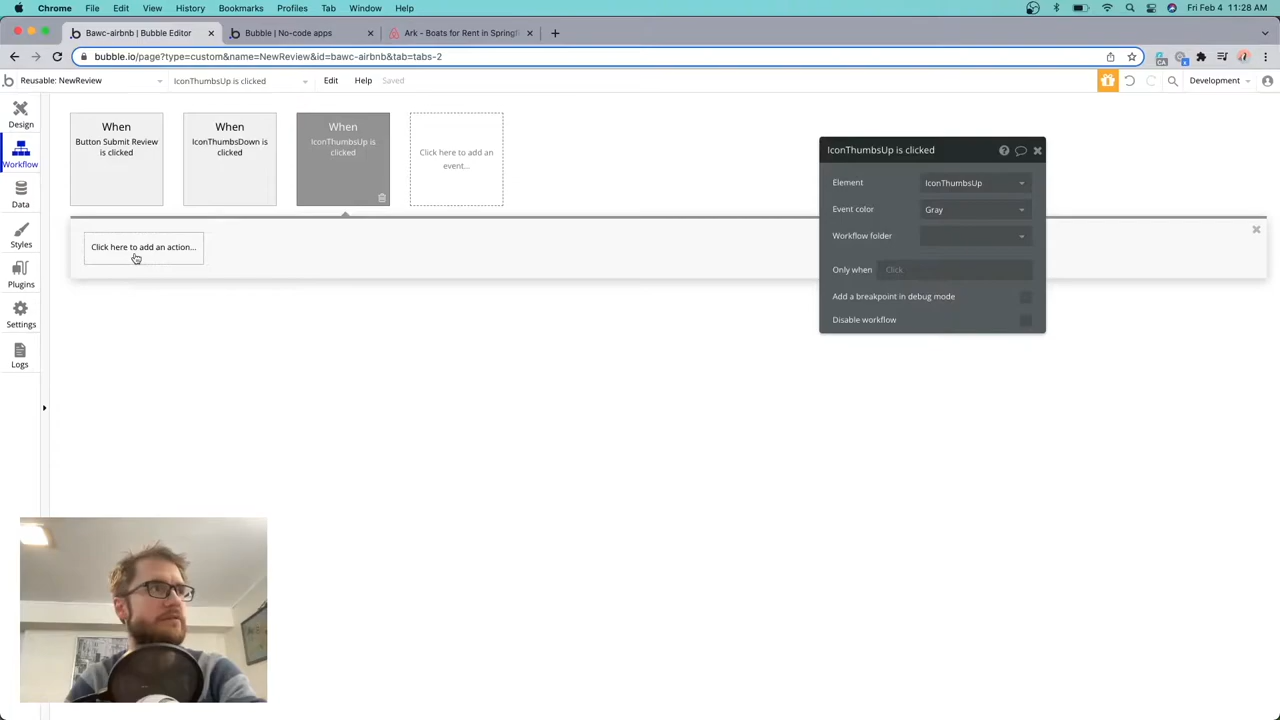 Chrome File Edit View History Bookmarks Profiles Tab Window Help
Fri Feb 4 11:28 AM
Bawc-airbnb | Bubble Editor
Bubble | No-code apps
Ark - Boats for Rent in Springf
bubble.io/page?type=custom&name=NewReview&id=bawc-airbnb&tab=tabs-2
Reusable: NewReview
IconThumbsUp is clicked
Edit
Help
Saved
Development
Design
Workflow
Data
Styles
Plugins
Settings
Logs
When
Button Submit Review
is clicked
When
IconThumbsDown is
clicked
When
IconThumbsUp is
clicked
Click here to add an
event...
Click here to add an action...
IconThumbsUp is clicked
Element
IconThumbsUp
Event color
Gray
Workflow folder
Only when
Click
Add a breakpoint in debug mode
Disable workflow